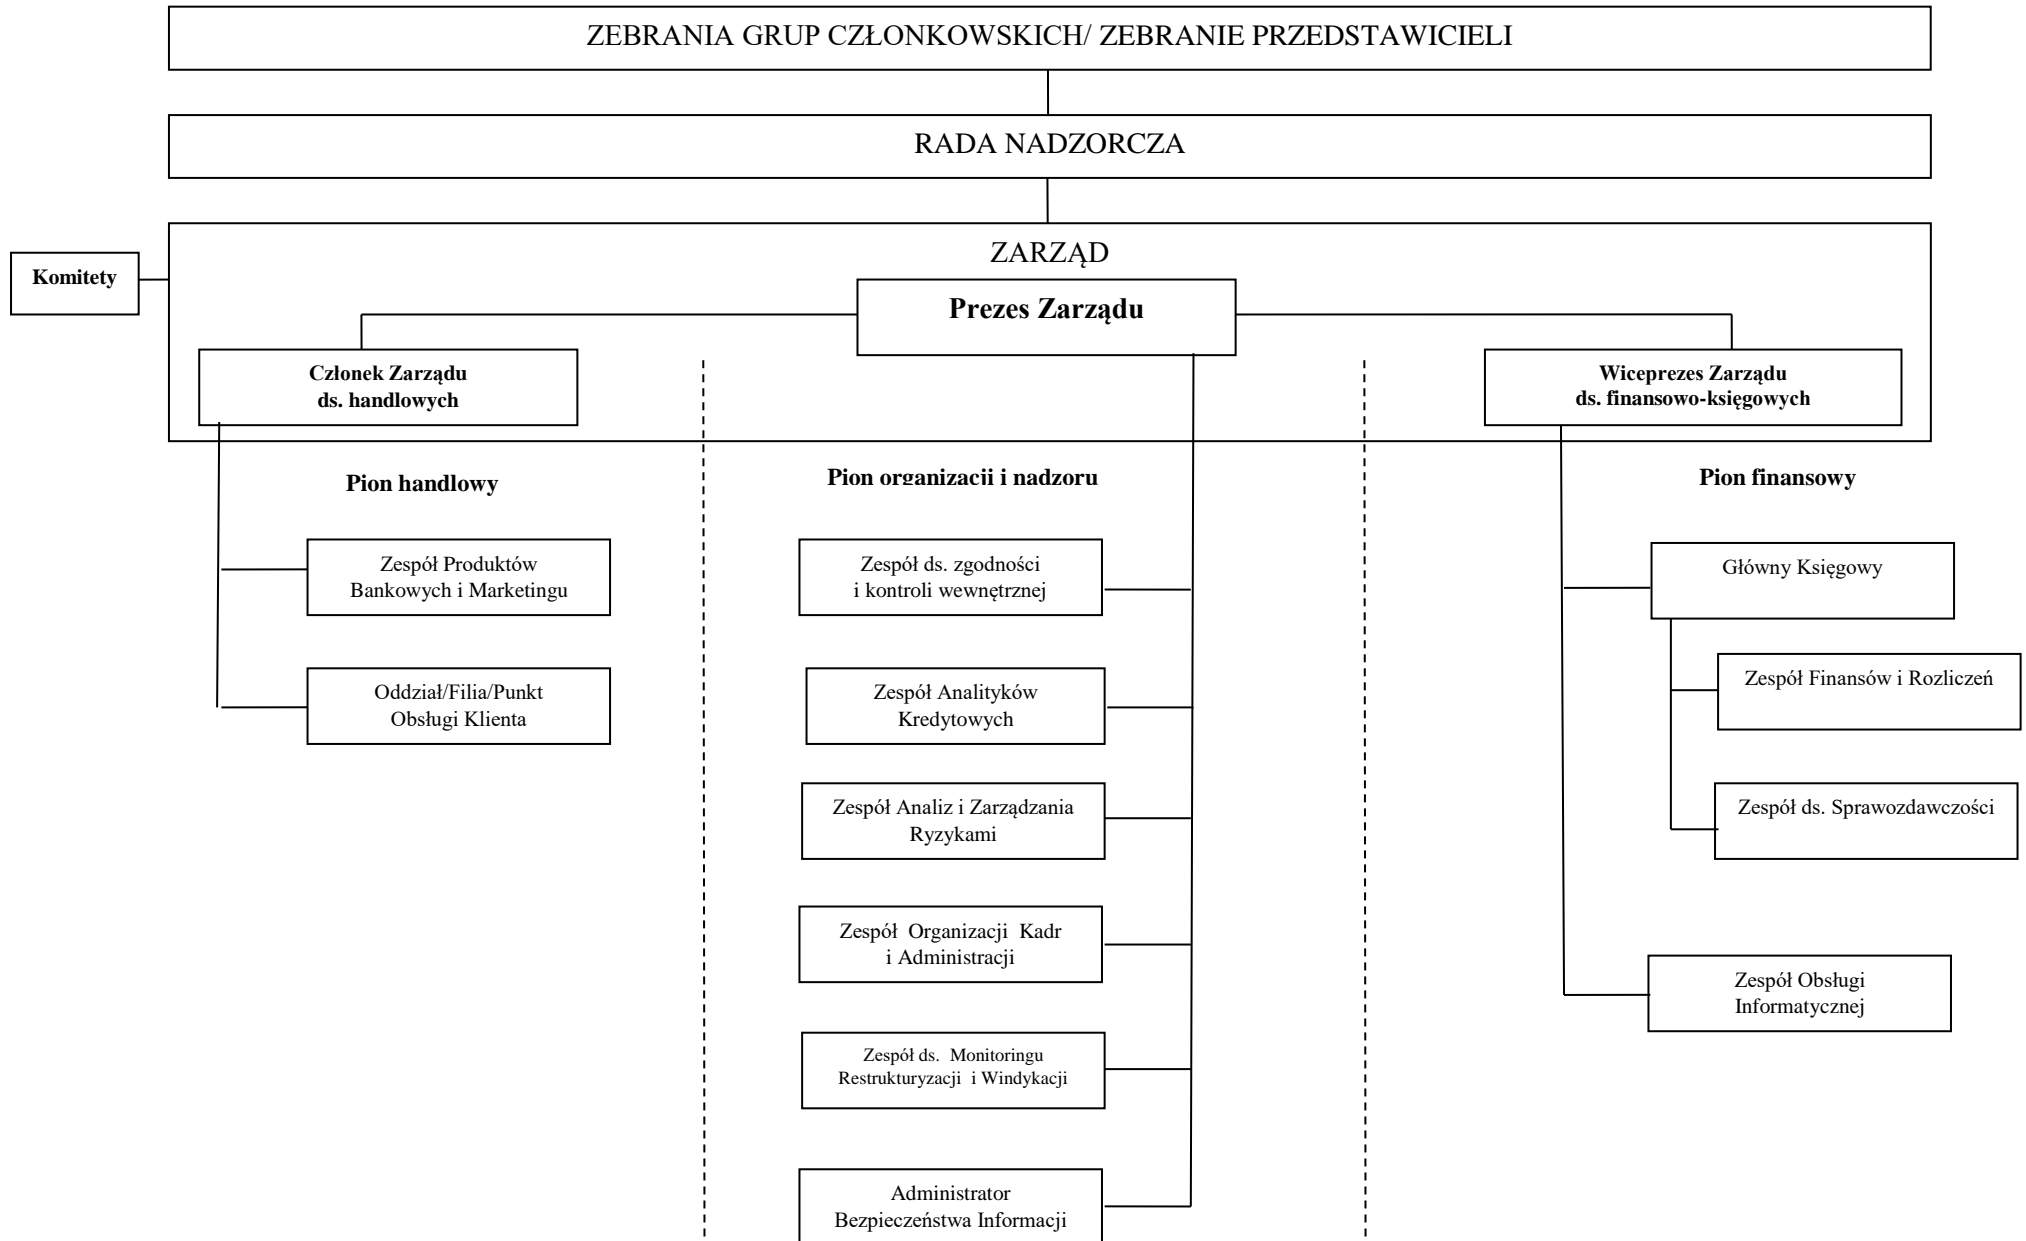 ZEBRANIA GRUP CZŁONKOWSKICH/ ZEBRANIE PRZEDSTAWICIELI
RADA NADZORCZA
ZARZĄD
Komitety
Prezes Zarządu
Członek Zarządu
ds. handlowych
Wiceprezes Zarządu
ds. finansowo-księgowych
Pion handlowy
Pion organizacji i nadzoru
Pion finansowy
Zespół Produktów
Bankowych i Marketingu
Oddział/Filia/Punkt
Obsługi Klienta
Zespół ds. zgodności
i kontroli wewnętrznej
Zespół Analityków
Kredytowych
Zespół Analiz i Zarządzania
Ryzykami
Zespół Organizacji Kadr
i Administracji
Zespół ds. Monitoringu
Restrukturyzacji i Windykacji
Administrator
Bezpieczeństwa Informacji
Główny Księgowy
Zespół Finansów i Rozliczeń
Zespół ds. Sprawozdawczości
Zespół Obsługi
Informatycznej